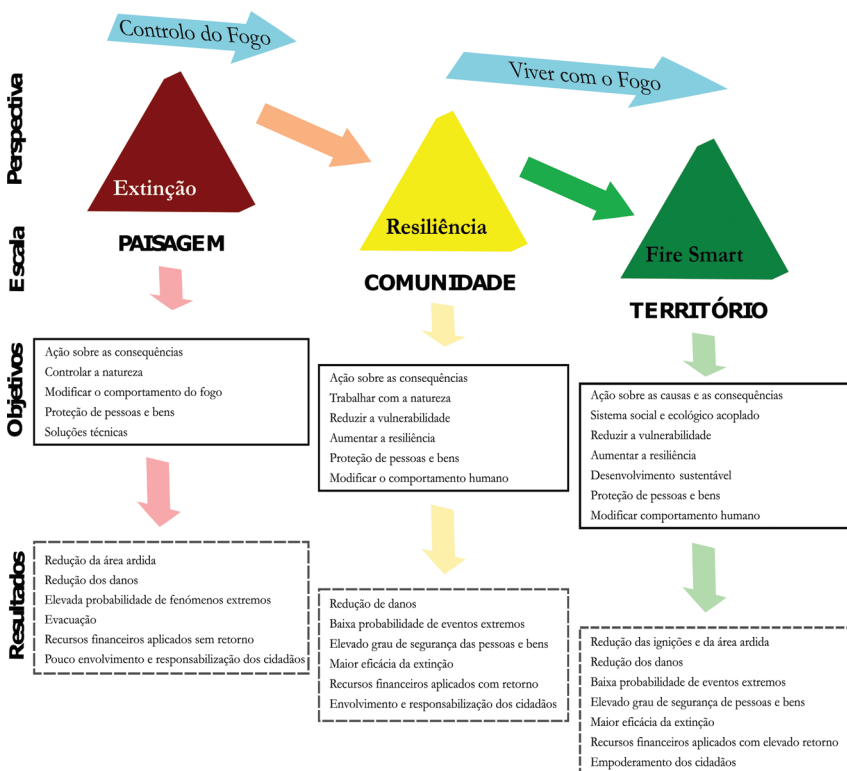 Controlo do Fogo
Viver com o Fogo
Perspectiva
Extinção
Resiliência
Fire Smart
Escala
PAISAGEM
COMUNIDADE
TERRITÓRIO
Objetivos
Ação sobre as consequências
Controlar a natureza
Modificar o comportamento do fogo
Proteção de pessoas e bens
Soluções técnicas
Ação sobre as consequências
Trabalhar com a natureza
Reduzir a vulnerabilidade
Aumentar a resiliência
Proteção de pessoas e bens
Modificar o comportamento humano
Ação sobre as causas e as consequências
Sistema social e ecológico acoplado
Reduzir a vulnerabilidade
Aumentar a resiliência
Desenvolvimento sustentável
Proteção de pessoas e bens
Modificar comportamento humano
Resultados
Redução da área ardida
Redução dos danos
Elevada probabilidade de fenómenos extremos
Evacuação
Recursos financeiros aplicados sem retorno
Pouco envolvimento e responsabilização dos cidadãos
Redução de danos
Baixa probabilidade de eventos extremos
Elevado grau de segurança das pessoas e bens
Maior eficácia da extinção
Recursos financeiros aplicados com retorno
Envolvimento e responsabilização dos cidadãos
Redução das ignições e da área ardida
Redução dos danos
Baixa probabilidade de eventos extremos
Elevado grau de segurança de pessoas e bens
Maior eficácia da extinção
Recursos financeiros aplicados com elevado retorno
Empoderamento dos cidadãos